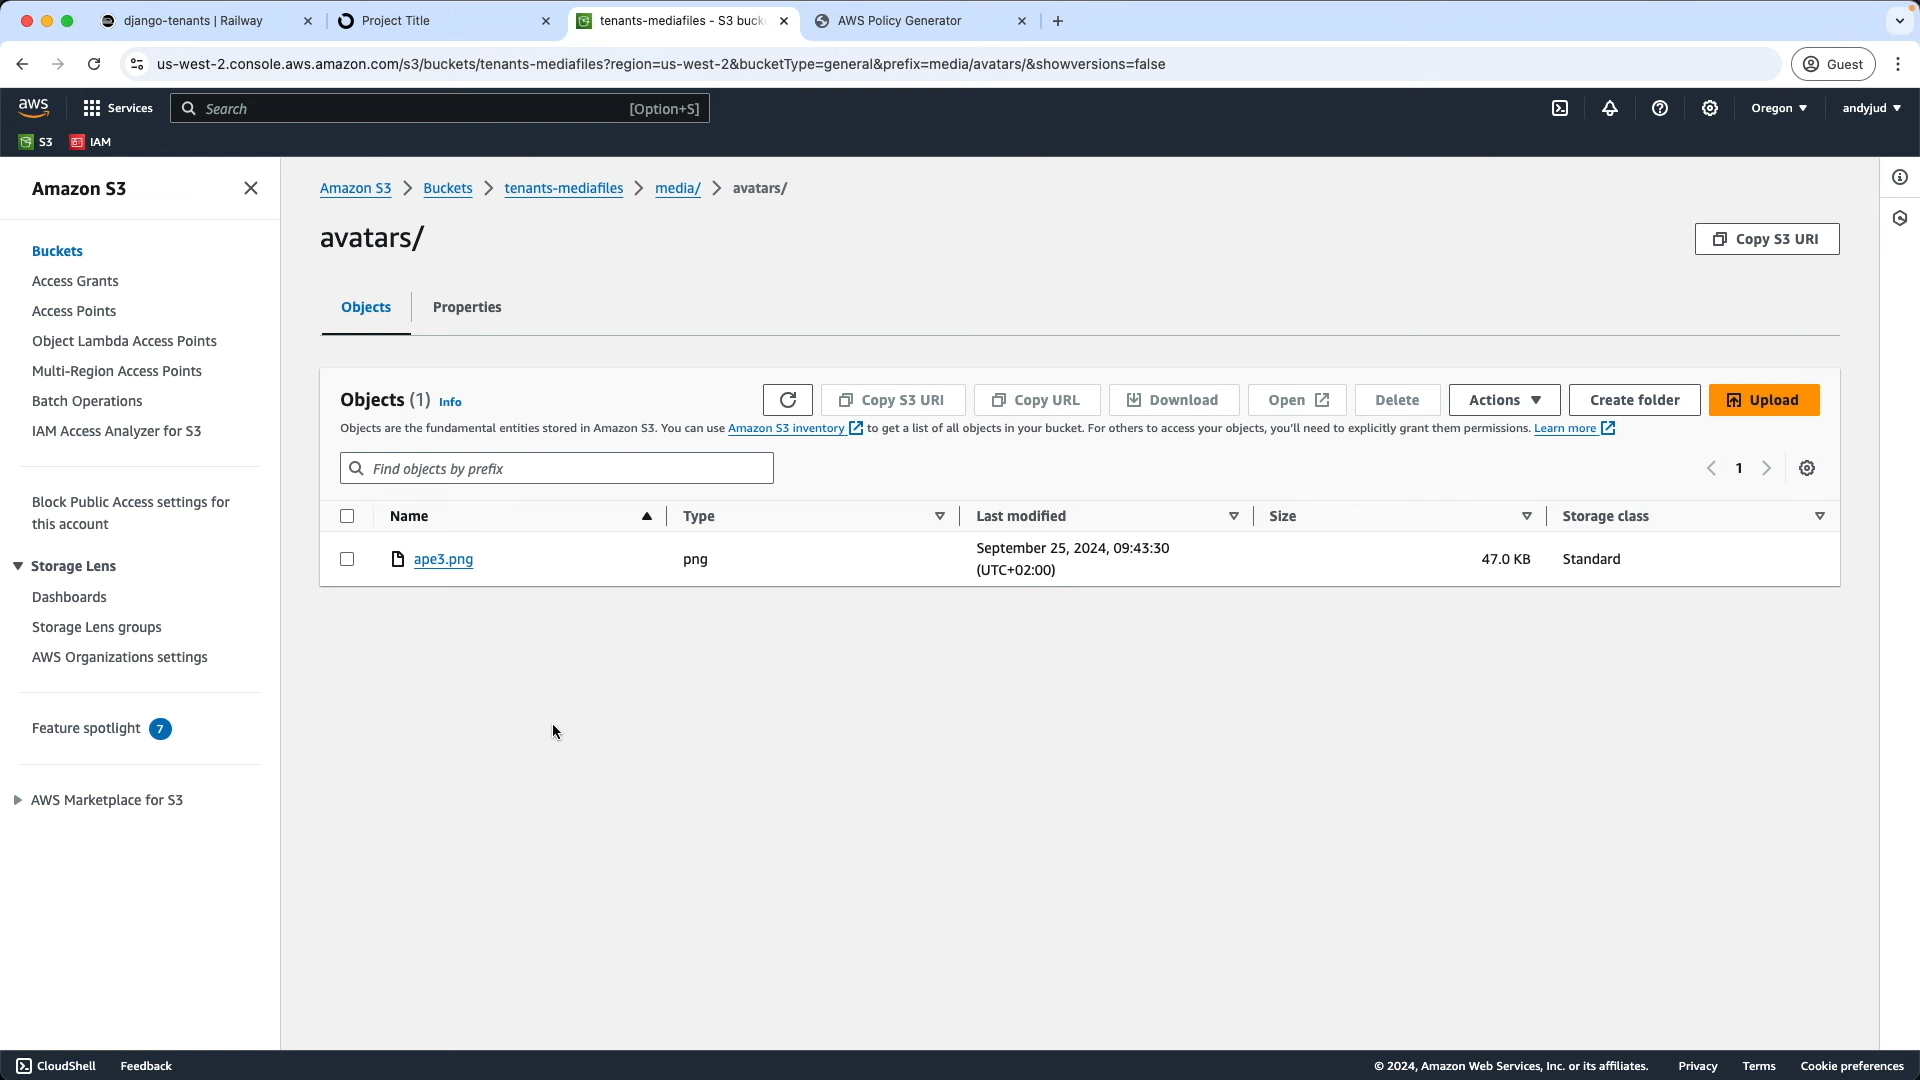 django-tenants | Railway
Project Title
tenants-mediafiles - S3 buck
AWS Policy Generator
us-west-2.console.aws.amazon.com/s3/buckets/tenants-mediafiles?region=us-west-2&bucketType=general&prefix=media/avatars/&showversions=false
Guest
aws
Services
Search
[Option+S]
Oregon
andyjud
S3
IAM
Amazon S3
Amazon S3 > Buckets > tenants-mediafiles > media/ > avatars/
avatars/
Copy S3 URI
Buckets
Access Grants
Access Points
Object Lambda Access Points
Multi-Region Access Points
Batch Operations
IAM Access Analyzer for S3
Block Public Access settings for
this account
Storage Lens
Dashboards
Storage Lens groups
AWS Organizations settings
Feature spotlight 7
AWS Marketplace for S3
Objects
Properties
Objects (1) Info
Copy S3 URI
Copy URL
Download
Open
Delete
Actions
Create folder
Upload
Objects are the fundamental entities stored in Amazon S3. You can use Amazon S3 inventory to get a list of all objects in your bucket. For others to access your objects, you'll need to explicitly grant them permissions. Learn more
Find objects by prefix
1
Name
Type
Last modified
Size
Storage class
ape3.png
png
September 25, 2024, 09:43:30
(UTC+02:00)
47.0 KB
Standard
CloudShell
Feedback
© 2024, Amazon Web Services, Inc. or its affiliates.
Privacy
Terms
Cookie preferences